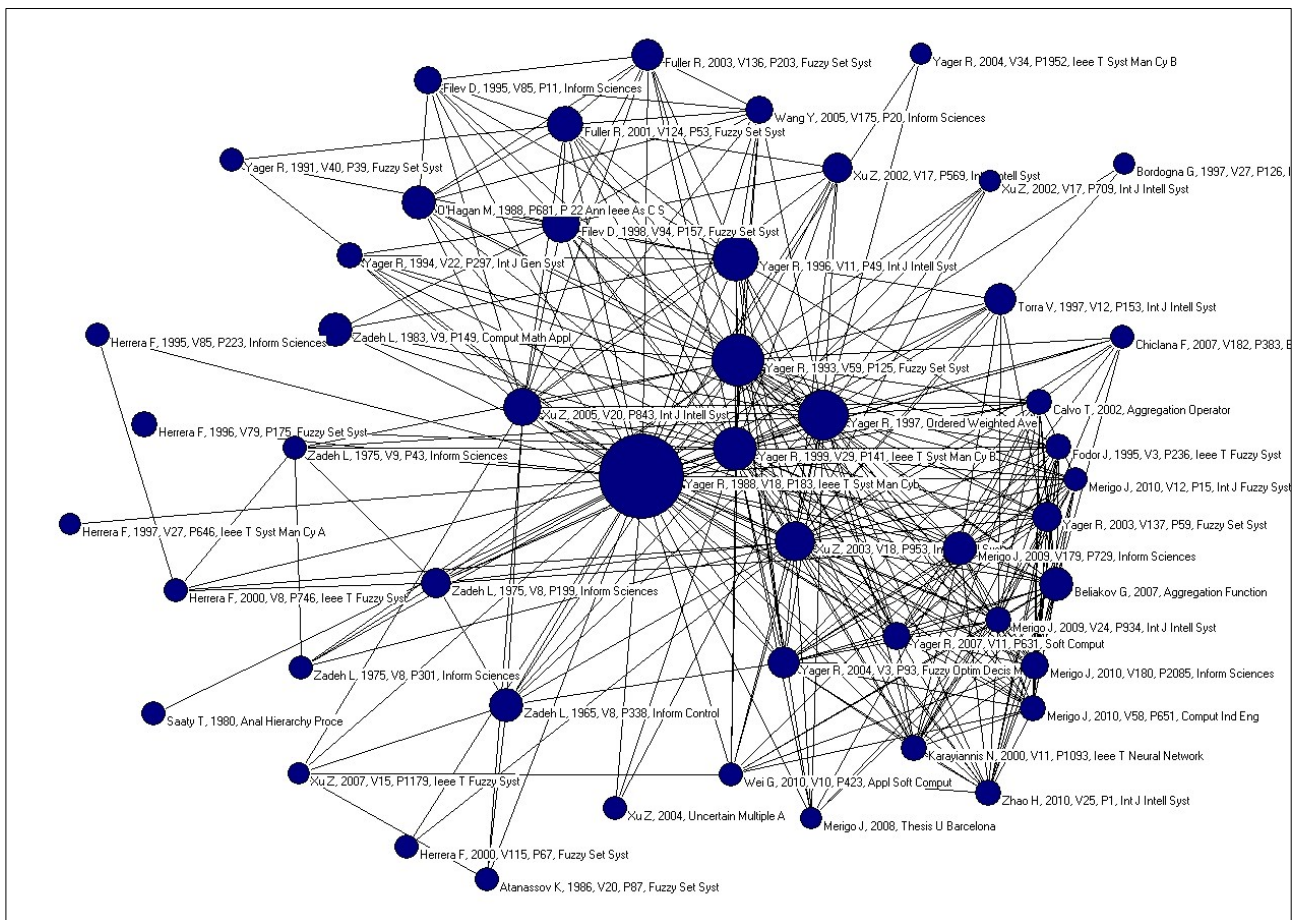 Fuller R, 2003, V136, P203, Fuzzy Set Syst
Yager R, 2004, V34, P1952, Ieee T Syst Man Cy B
Filev D, 1995, V85, P11, Inform Sciences
Wang Y, 2005, V175, P20, Inform Sciences
Fuller R, 2001, V124, P53, Fuzzy Set Syst
Yager R, 1991, V40, P39, Fuzzy Set Syst
Xu Z, 2002, V17, P569, Int J Intell Syst
Bordogna G, 1997, V27, P126, I
Xu Z, 2002, V17, P709, Int J Intell Syst
O'Hagan M, 1988, P681, P 22 Ann Ieee As C S
Filev D, 1998, V94, P157, Fuzzy Set Syst
Yager R, 1994, V22, P297, Int J Gen Syst
Yager R, 1996, V11, P49, Int J Intell Syst
Torra V, 1997, V12, P153, Int J Intell Syst
Zadeh L, 1983, V9, P149, Comput Math Appl
Herrera F, 1995, V85, P223, Inform Sciences
Chiclana F, 2007, V182, P383, E
Yager R, 1993, V59, P125, Fuzzy Set Syst
Xu Z, 2005, V20, P843, Int J Intell Syst
Calvo T, 2002, Aggregation Operator
Yager R, 1997, Ordered Weighted Ave
Herrera F, 1996, V79, P175, Fuzzy Set Syst
Zadeh L, 1975, V9, P43, Inform Sciences
Yager R, 1999, V29, P141, Ieee T Syst Man Cy B
Fodor J, 1995, V3, P236, Ieee T Fuzzy Syst
Yager R, 1988, V18, P183, Ieee T Syst Man Cyb
Merigo J, 2010, V12, P15, Int J Fuzzy Syst
Yager R, 2003, V137, P59, Fuzzy Set Syst
Herrera F, 1997, V27, P646, Ieee T Syst Man Cy A
Xu Z, 2003, V18, P953, In
Merigo J, 2009, V179, P729, Inform Sciences
Zadeh L, 1975, V8, P199, Inform Sciences
Herrera F, 2000, V8, P746, Ieee T Fuzzy Syst
Beliakov G, 2007, Aggregation Function
Merigo J, 2009, V24, P934, Int J Intell Syst
Yager R, 2007, V11, P631, Soft Comput
Zadeh L, 1975, V8, P301, Inform Sciences
Yager R, 2004, V3, P93, Fuzzy Optim Decis M
Merigo J, 2010, V180, P2085, Inform Sciences
Saaty T, 1980, Anal Hierarchy Proce
Zadeh L, 1965, V8, P338, Inform Control
Merigo J, 2010, V58, P651, Comput Ind Eng
Karayiannis N, 2000, V11, P1093, Ieee T Neural Network
Xu Z, 2007, V15, P1179, Ieee T Fuzzy Syst
Wei G, 2010, V10, P423, Appl Soft Comput
Zhao H, 2010, V25, P1, Int J Intell Syst
Xu Z, 2004, Uncertain Multiple A
Merigo J, 2008, Thesis U Barcelona
Herrera F, 2000, V115, P67, Fuzzy Set Syst
Atanassov K, 1986, V20, P87, Fuzzy Set Syst